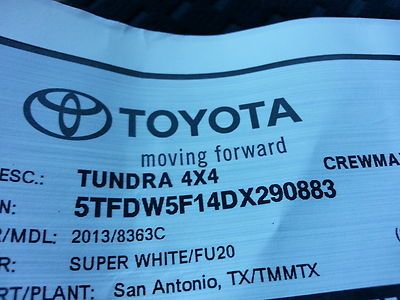 TOYOTA
moving forward
ESC.: TUNDRA 4X4 CREWMA
N: 5TFDW5F14DX290883
R/MDL: 2013/8363C
R: SUPER WHITE/FU20
RT/PLANT: San Antonio, TX/TMMTX